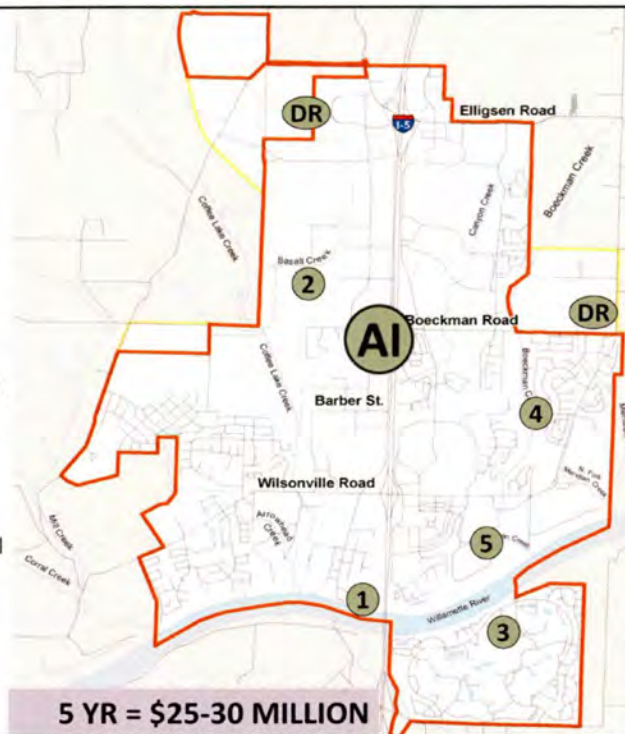 DR
Elligsen Road
I-5
Boeckman Creek
Canyon Creek
Coffee Lake Creek
Basalt Creek
2
DR
AI
Boeckman Road
Coffee Lake Creek
Boeckman
4
Barber St.
Wilsonville Road
Meridian Creek
Arrowhead Creek
Mill Creek
5
Creek
Corral Creek
1
Willamette River
3
5 YR = $25-30 MILLION